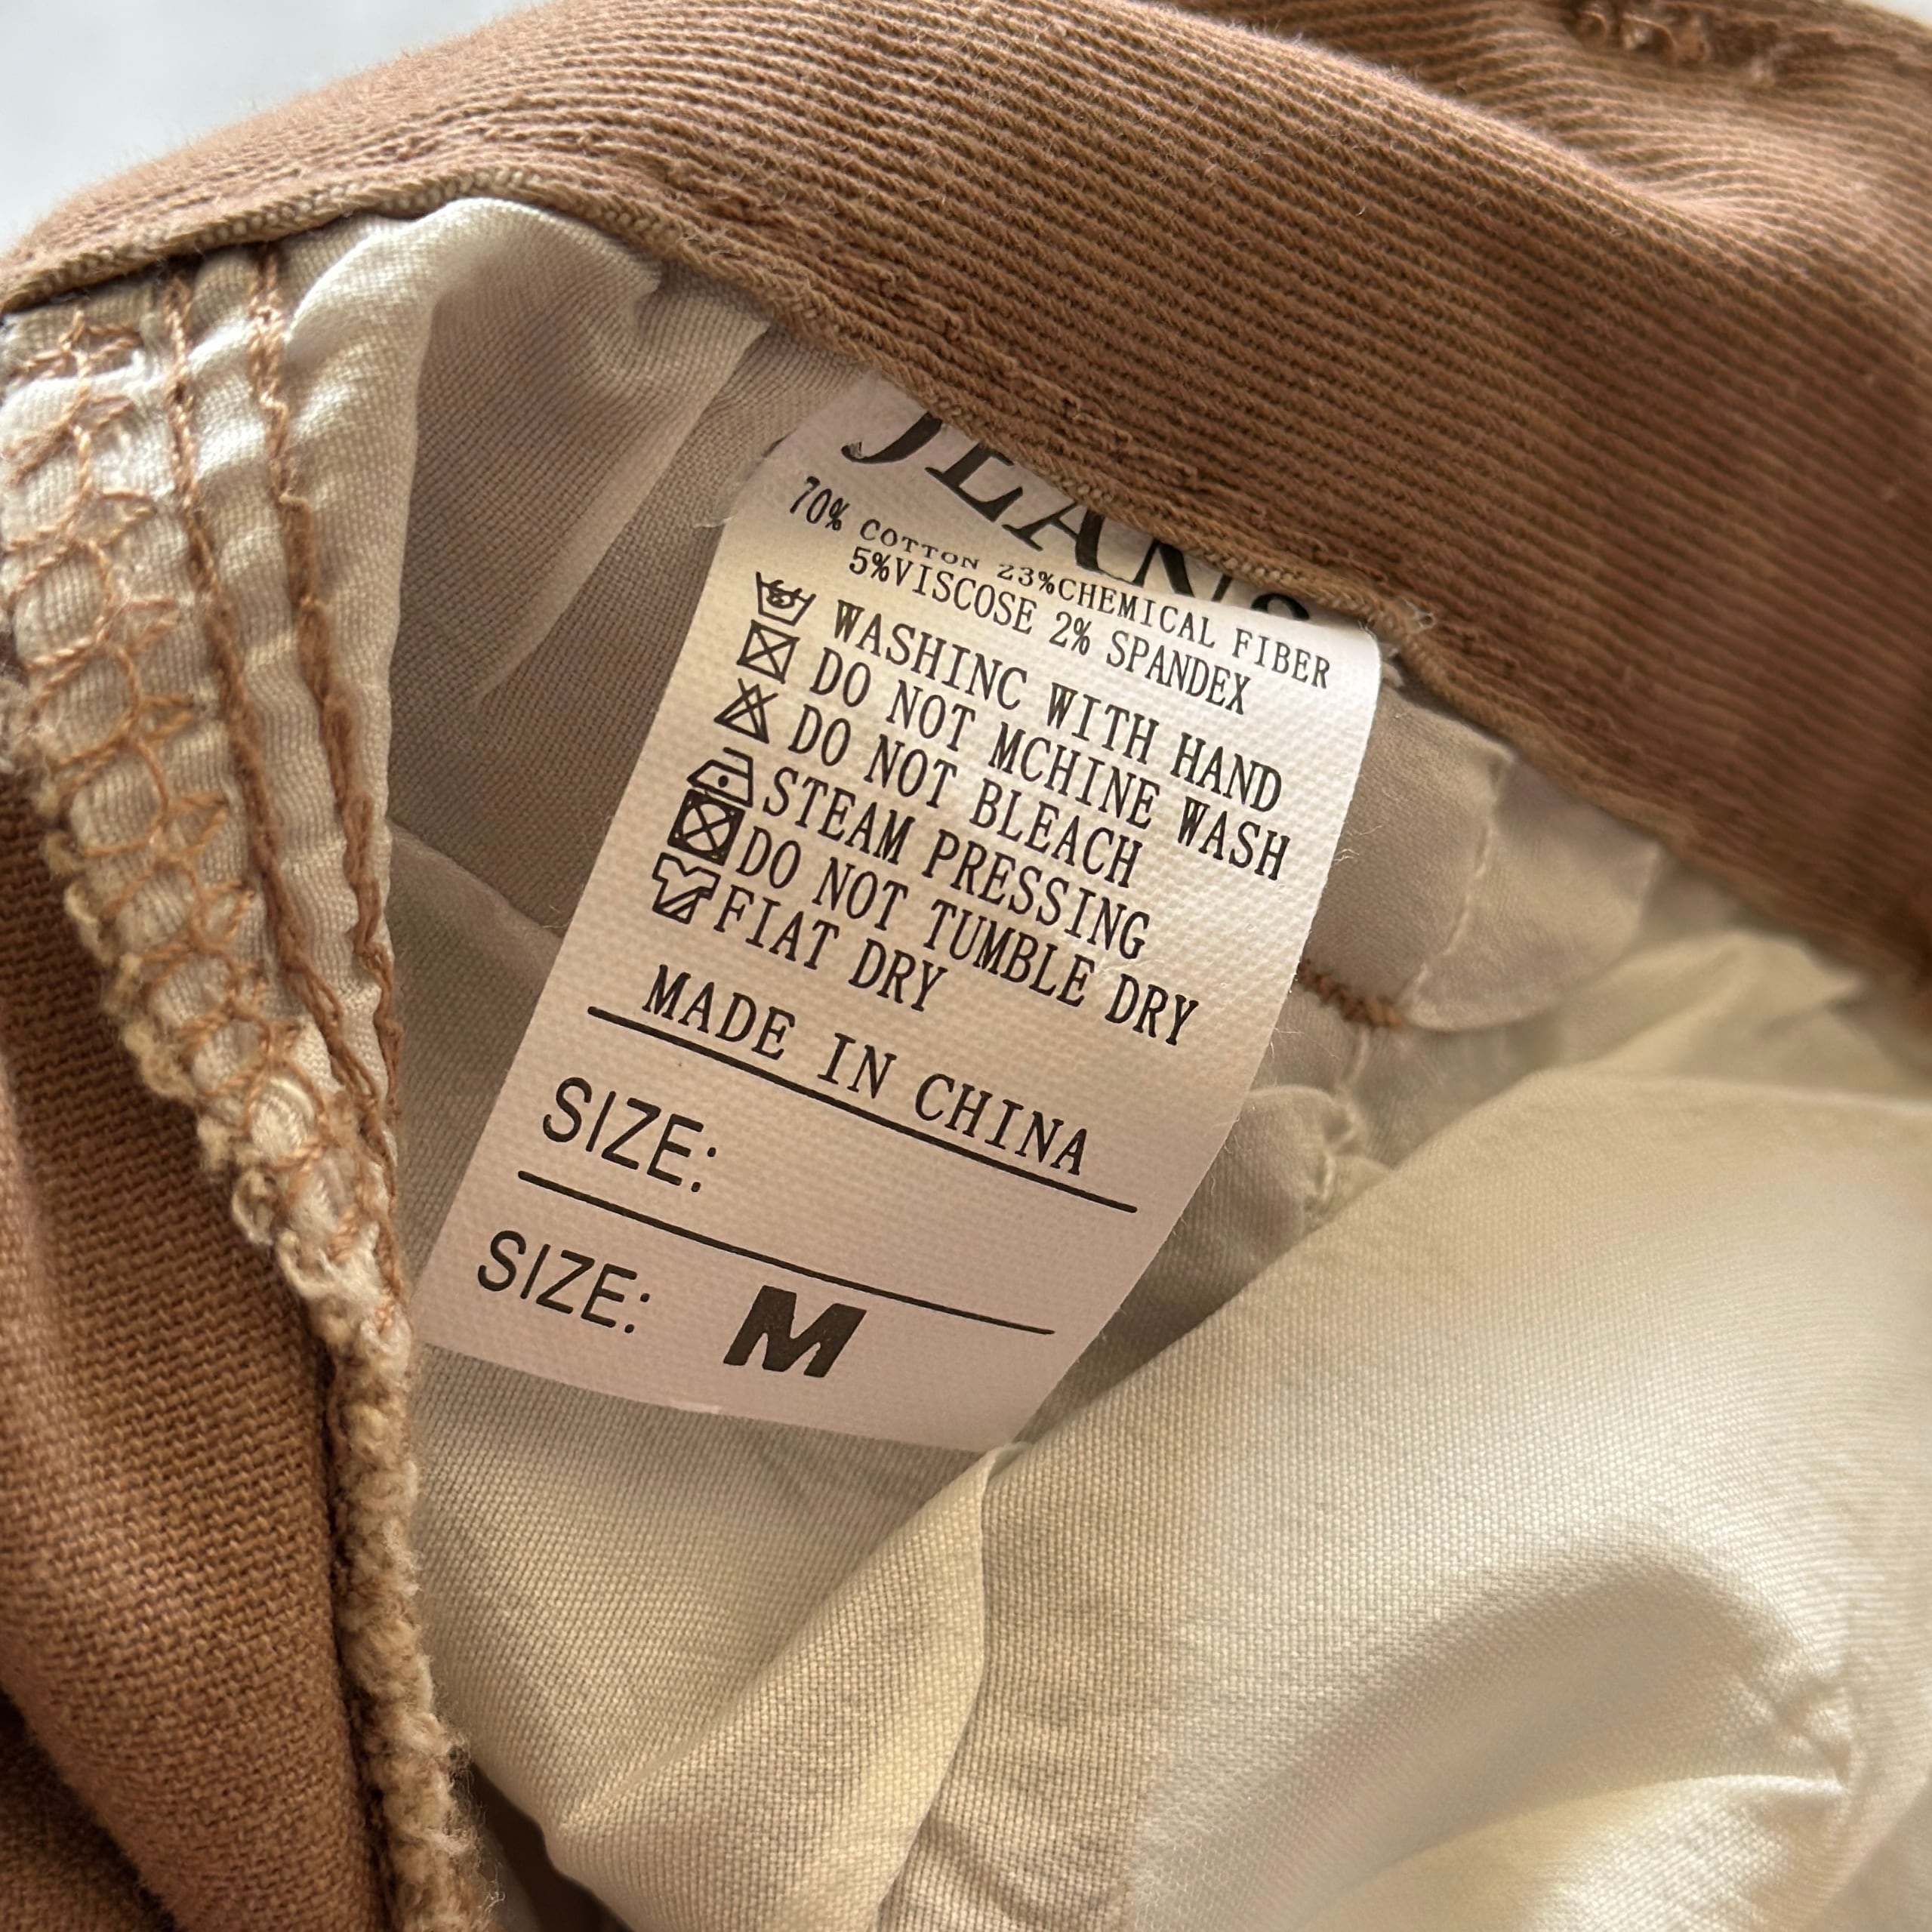 JEANS
70% COTTON 23%CHEMICAL FIBER
5%VISCOSE 2% SPANDEX
WASHINC WITH HAND
DO NOT MCHINE WASH
DO NOT BLEACH
STEAM PRESSING
DO NOT TUMBLE DRY
FIAT DRY
MADE IN CHINA
SIZE:
SIZE: M